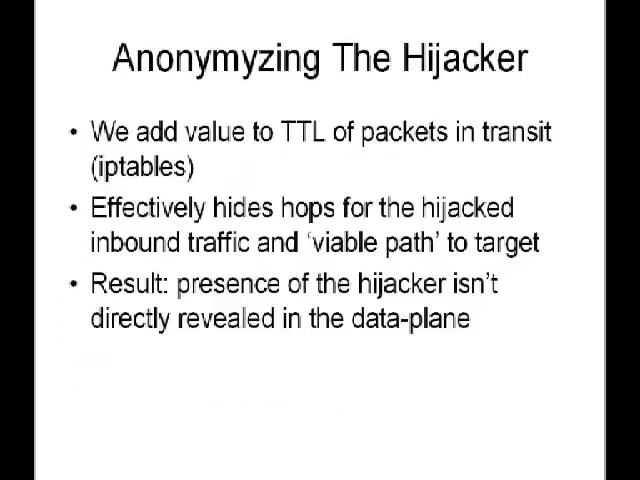 Anonymyzing The Hijacker
• We add value to TTL of packets in transit
(iptables)
• Effectively hides hops for the hijacked
inbound traffic and ‘viable path’ to target
• Result: presence of the hijacker isn’t
directly revealed in the data-plane